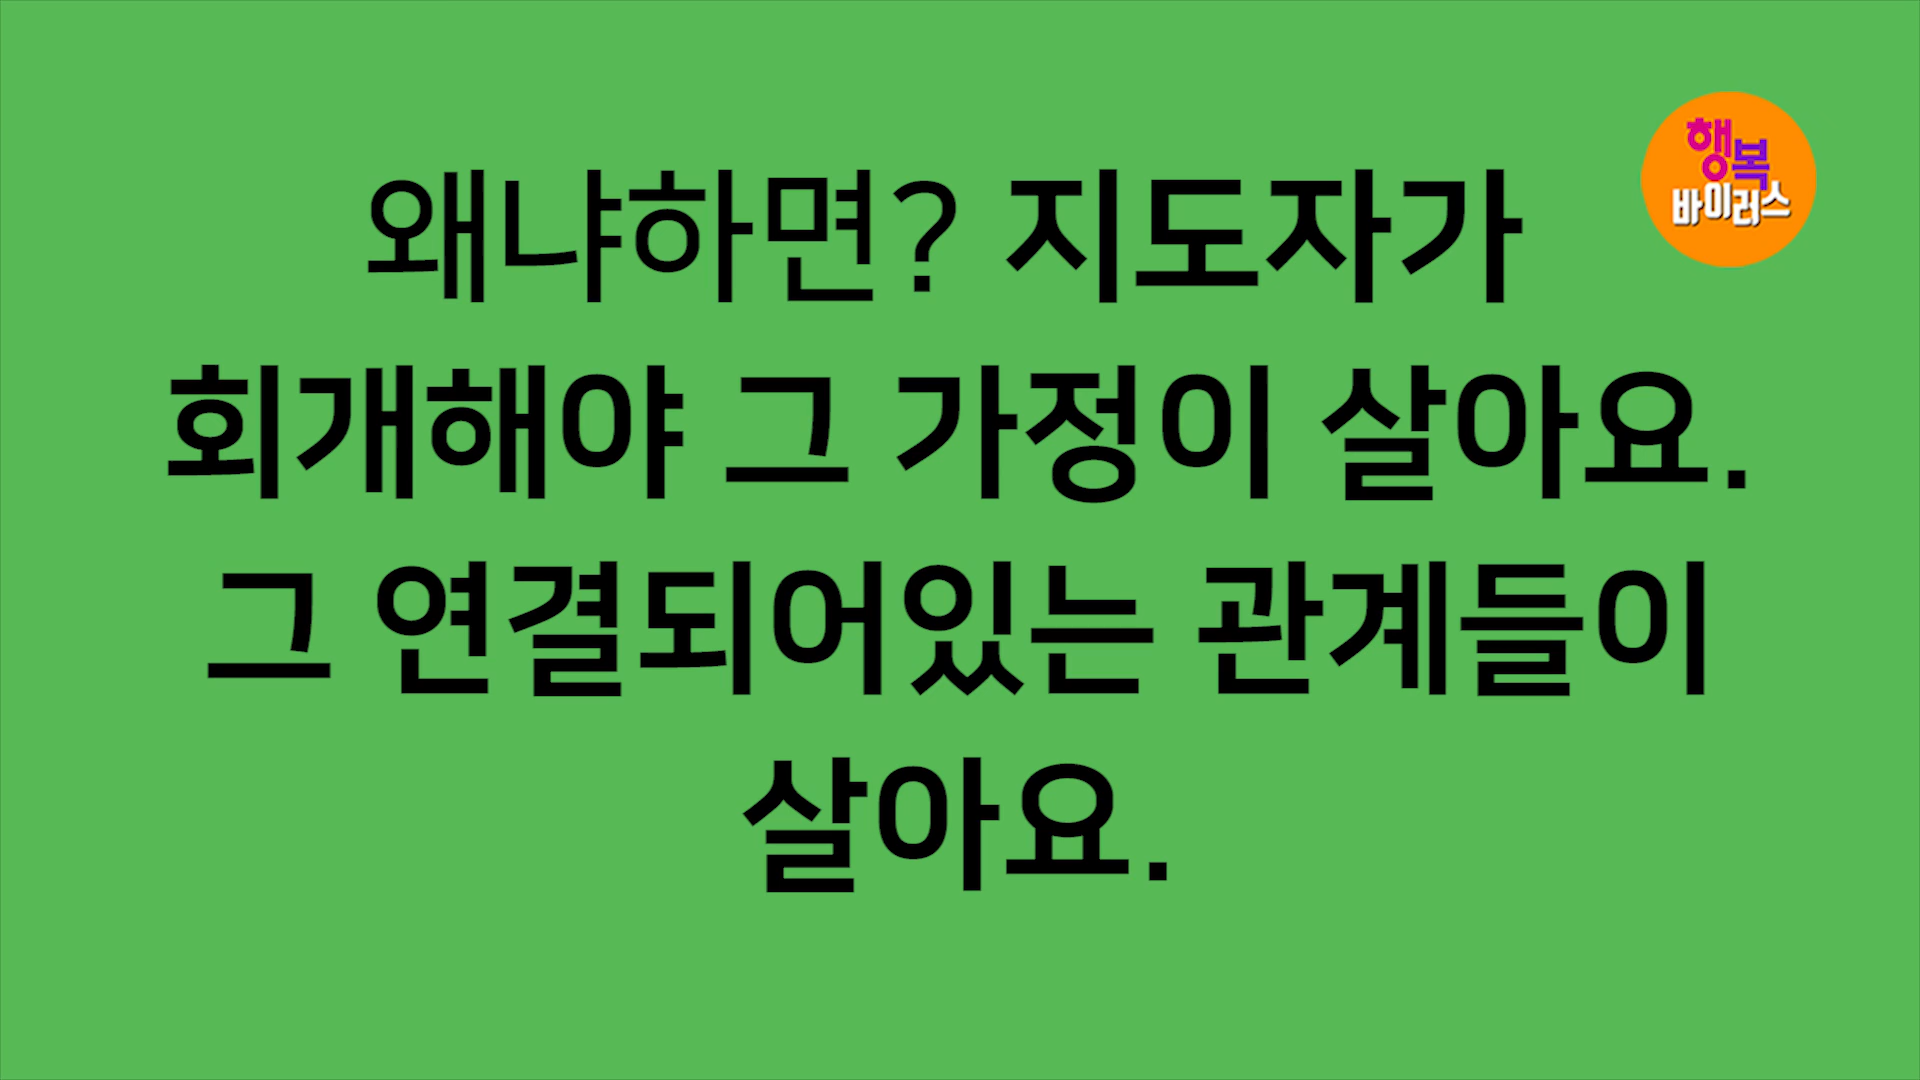 행복
바이러스
왜냐하면? 지도자가
회개해야 그 가정이 살아요.
그 연결되어있는 관계들이
살아요.